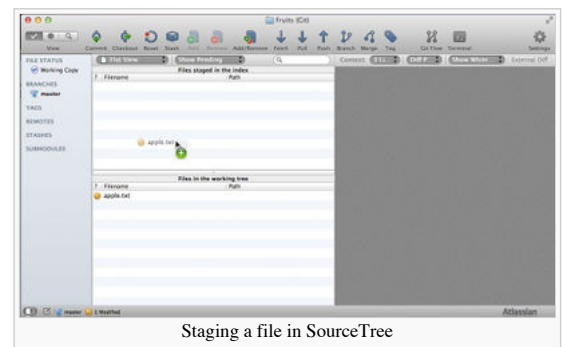 Fruits (Git)
View
Commit Checkout Reset Stash Add Remove Add/Remove Fetch Pull Push Branch Merge Tag Git Flow Terminal Settings
FILE STATUS
Working Copy
BRANCHES
master
TAGS
REMOTES
STASHES
SUBMODULES
Flat View
Show Pending
Context:
External Diff
Files staged in the index
? Filename Path
apple.txt
Files in the working tree
? Filename Path
apple.txt
master 1 Modified
Atlassian
Staging a file in SourceTree